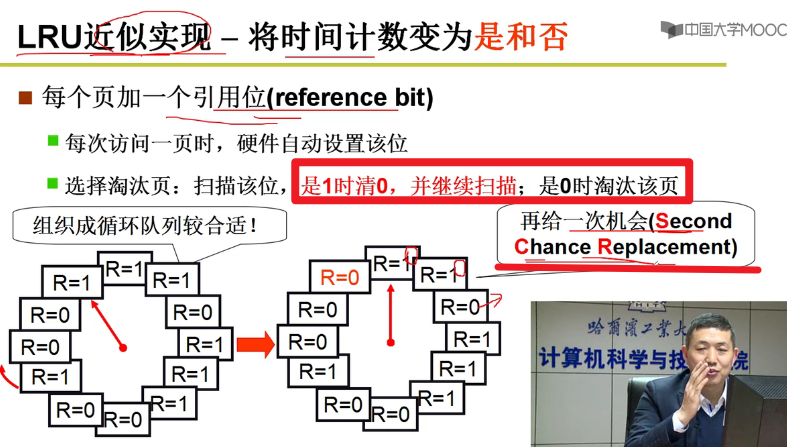 LRU近似实现 – 将时间计数变为是和否
中国大学MOOC
每个页加一个引用位(reference bit)
每次访问一页时，硬件自动设置该位
选择淘汰页：扫描该位，是1时清0，并继续扫描；是0时淘汰该页
组织成循环队列较合适！
再给一次机会(Second
Chance Replacement)
R=1
R=1
R=1
R=0
R=1
R=1
R=1
R=0
R=0
R=1
R=0
R=0
R=0
R=1
R=1
R=0
R=1
R=1
R=1
R=0
R=0
R=1
R=0
R=0
哈尔滨工业大
计算机科学与技 院